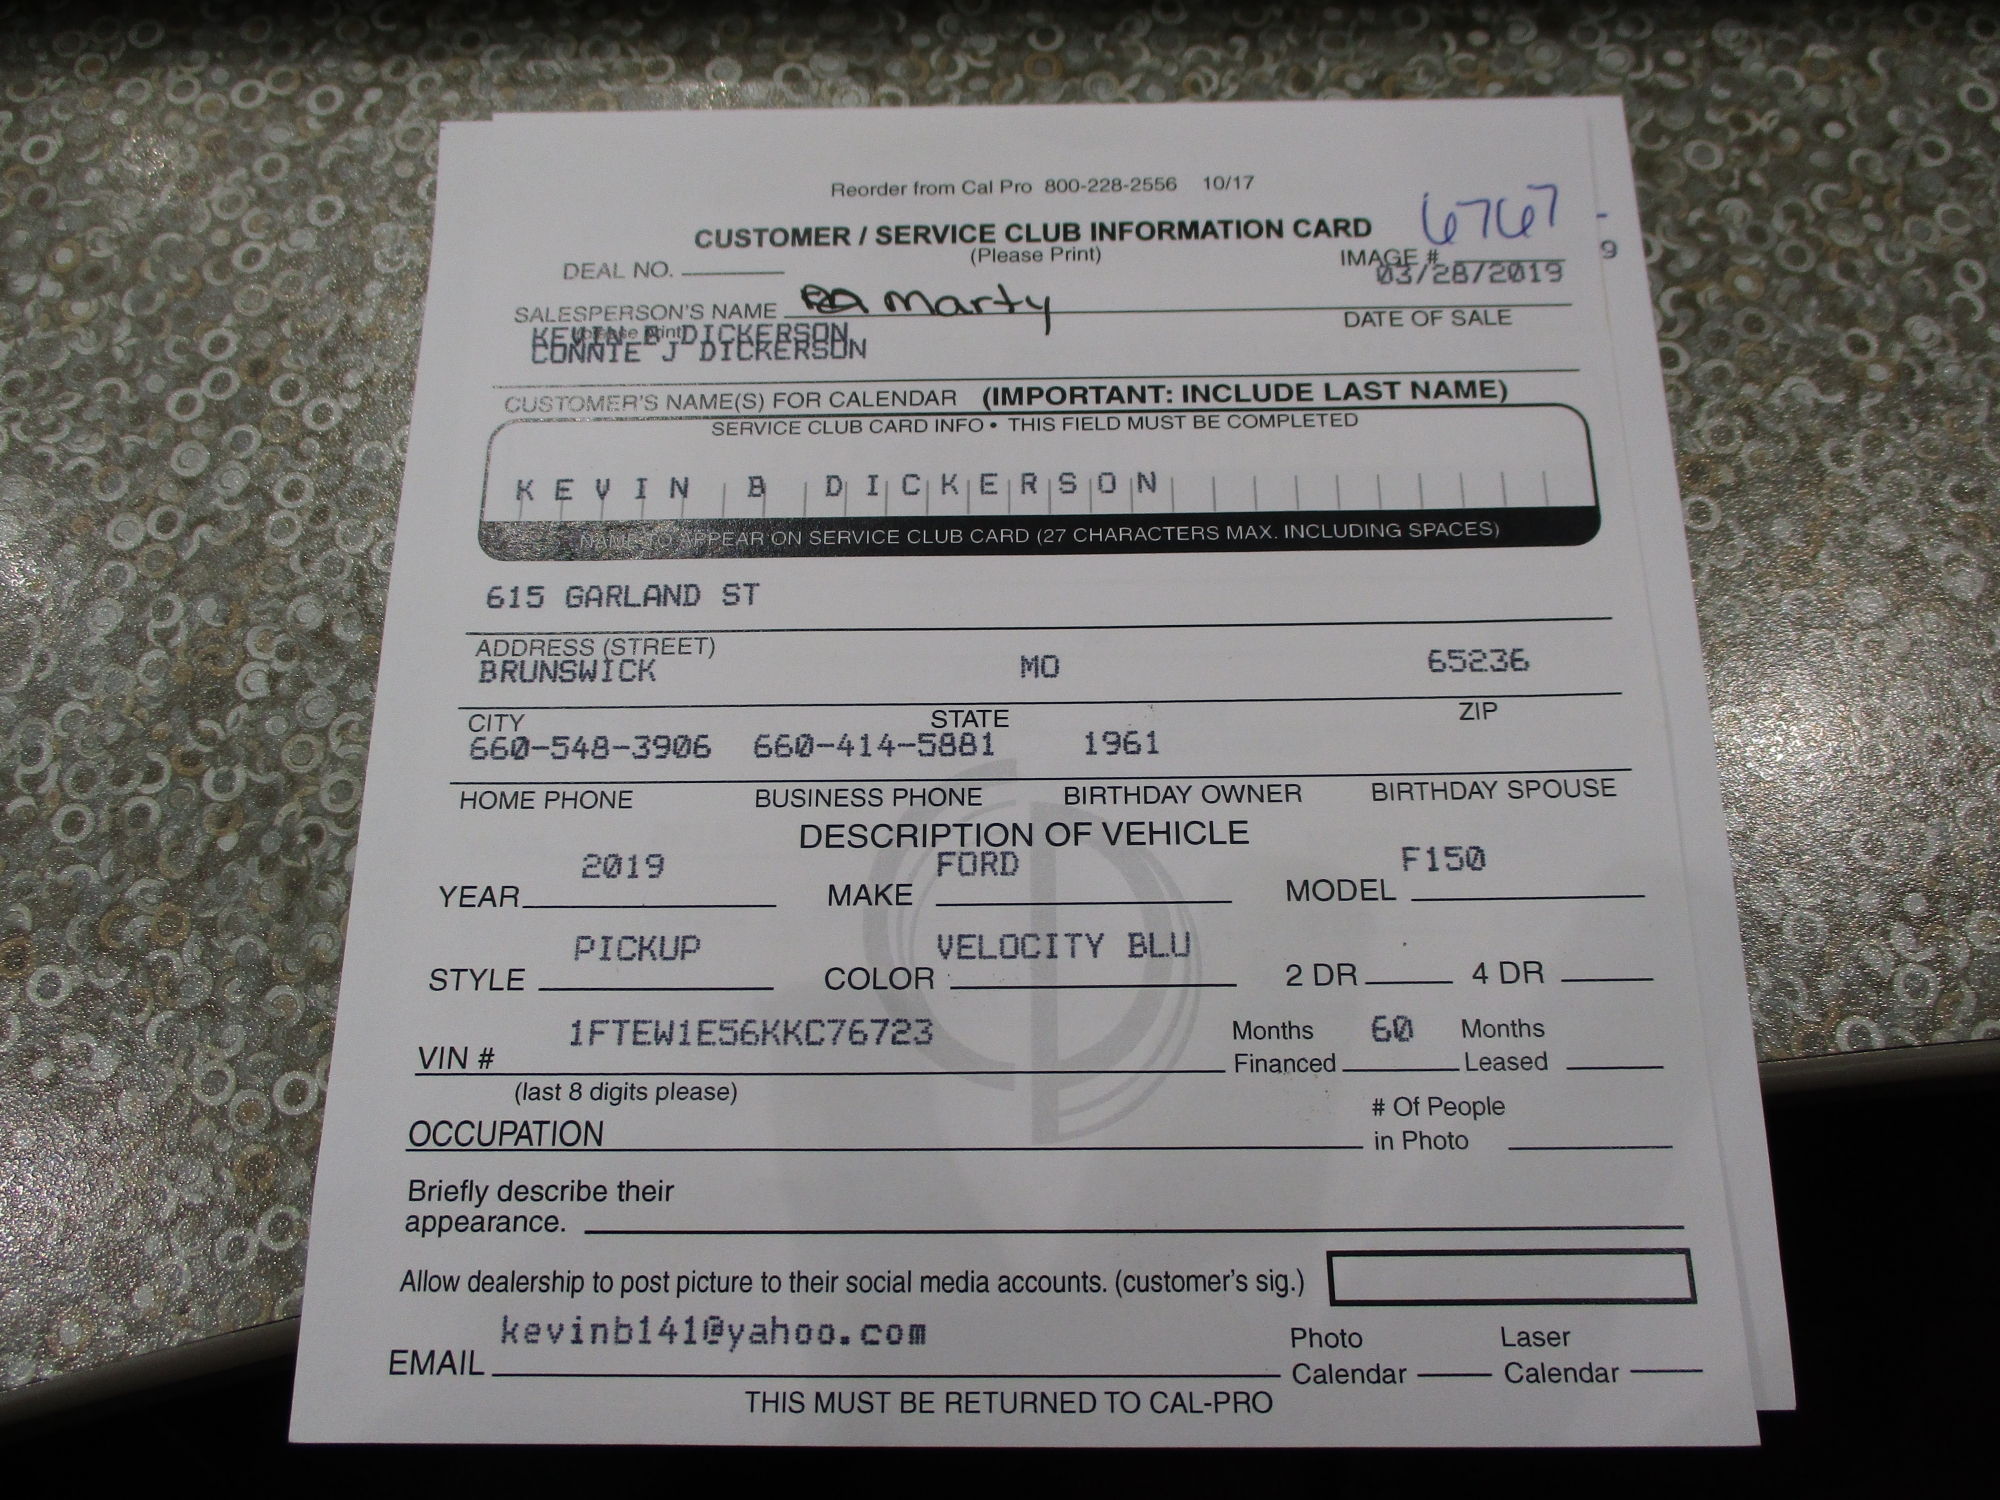 Reorder from Cal Pro 800-228-2556 10/17
6767
CUSTOMER / SERVICE CLUB INFORMATION CARD
(Please Print)
DEAL NO. IMAGE #
03/28/2019
SALESPERSON'S NAME Marty
(please print) DATE OF SALE
KEVIN B DICKERSON
CONNIE J DICKERSON
CUSTOMER'S NAME(S) FOR CALENDAR (IMPORTANT: INCLUDE LAST NAME)
SERVICE CLUB CARD INFO • THIS FIELD MUST BE COMPLETED
KEVIN B DICKERSON
NAME TO APPEAR ON SERVICE CLUB CARD (27 CHARACTERS MAX. INCLUDING SPACES)
615 GARLAND ST
ADDRESS (STREET)
BRUNSWICK MO 65236
CITY STATE ZIP
660-548-3906 660-414-5881 1961
HOME PHONE BUSINESS PHONE BIRTHDAY OWNER BIRTHDAY SPOUSE
DESCRIPTION OF VEHICLE
2019 FORD F150
YEAR MAKE MODEL
PICKUP VELOCITY BLU
STYLE COLOR 2 DR 4 DR
1FTEW1E56KKC76723 Months 60 Months
VIN # Financed Leased
(last 8 digits please)
# Of People
OCCUPATION in Photo
Briefly describe their
appearance.
Allow dealership to post picture to their social media accounts. (customer's sig.)
kevinb141@yahoo.com Photo Laser
EMAIL Calendar Calendar
THIS MUST BE RETURNED TO CAL-PRO
9